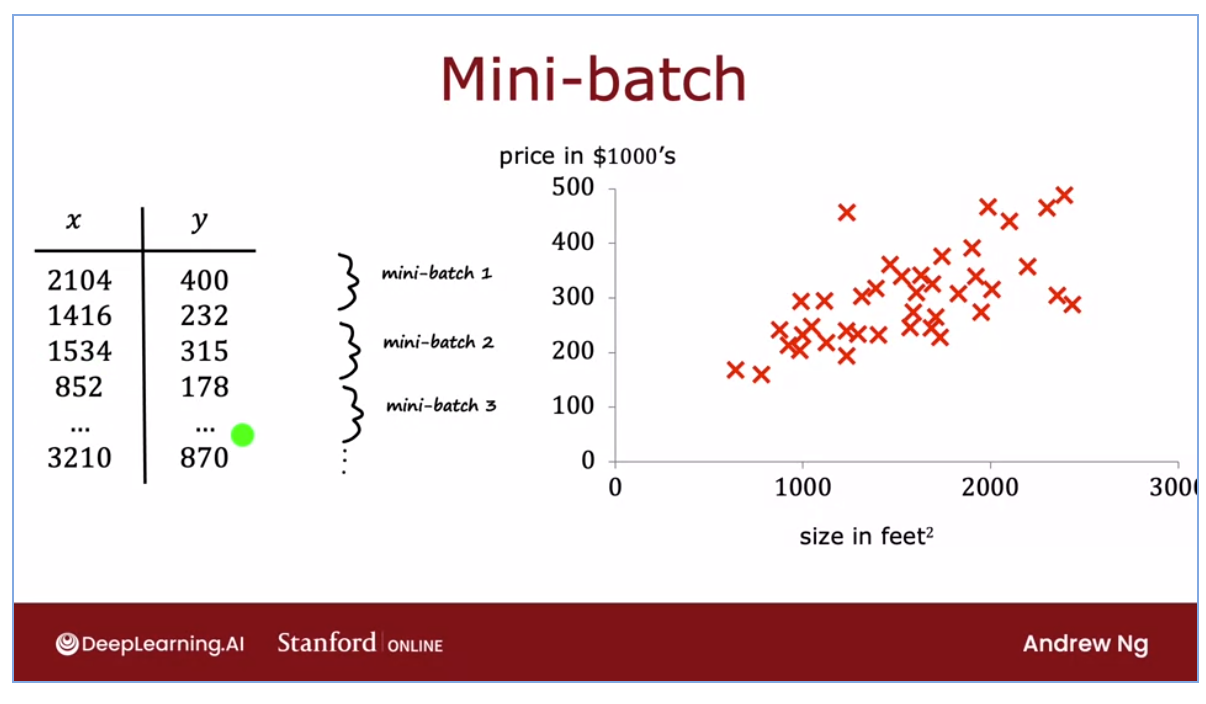 Mini-batch
x y
2104 400
1416 232
1534 315
852 178
... ...
3210 870
mini-batch 1
mini-batch 2
mini-batch 3
price in $1000's
500
400
300
200
100
0
0 1000 2000 3000
size in feet²
DeepLearning.AI Stanford ONLINE Andrew Ng